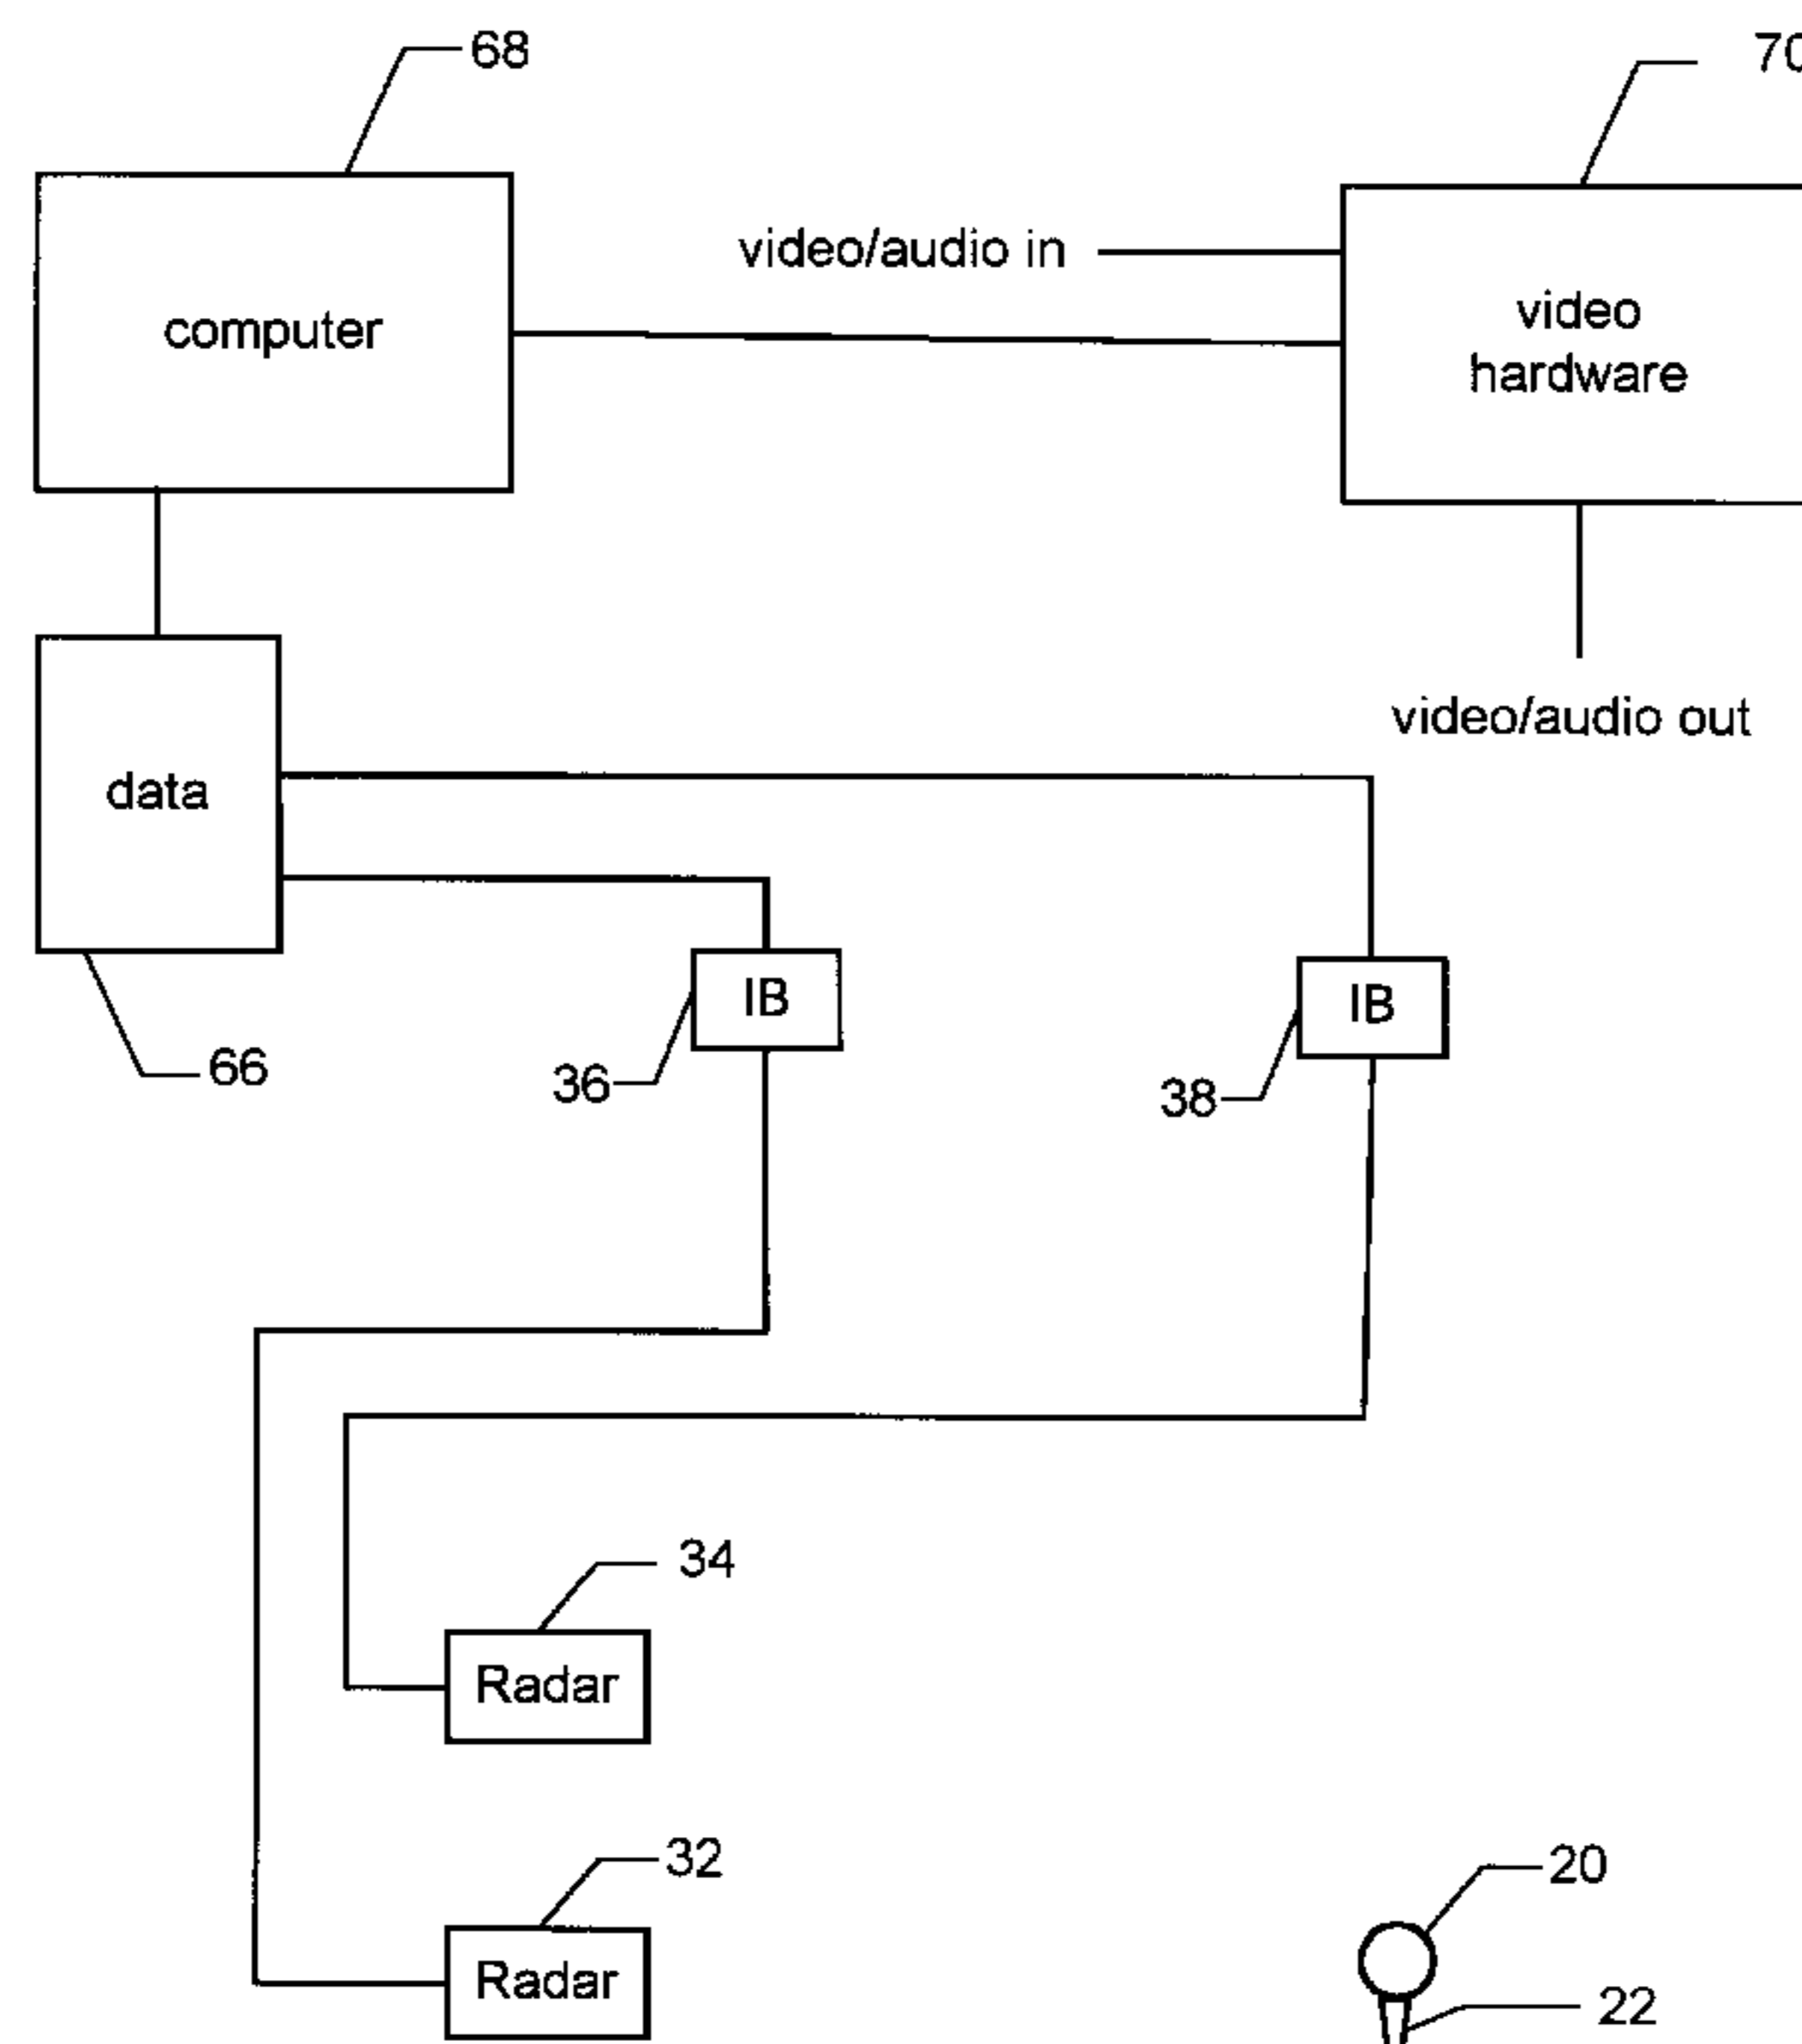 68
70
video/audio in
computer
video
hardware
video/audio out
data
IB
IB
66
36
38
34
Radar
32
20
Radar
22